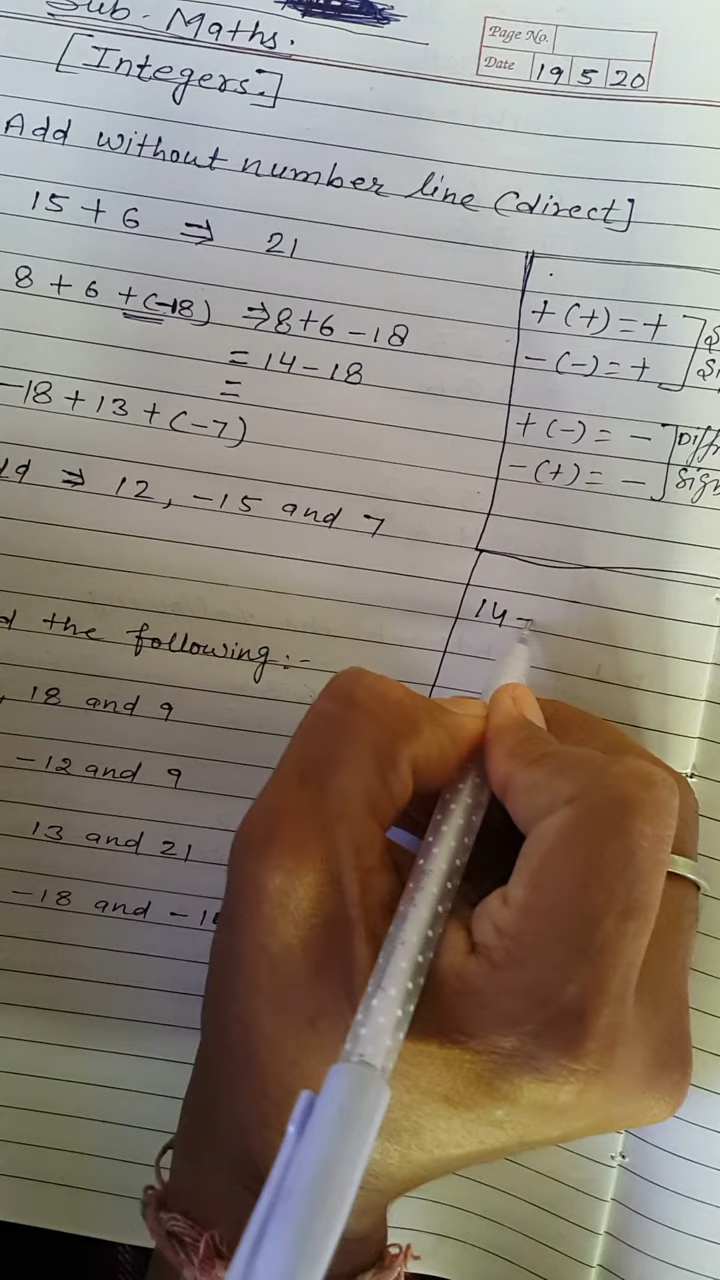 Sub. Maths.
Page No.
Date 19 5 20
[Integers.]
Add without number line (direct]
15 + 6 ⇒ 21
8 + 6 + (-18) ⇒ 8+6 -18
= 14 - 18
=
-18 + 13 + (-7)
⇒ 12, -15 and 7
+ (+) = +
- (-) = +
+ (-) = -
- (+) = -
Sign
14 -
the following :-
18 and 9
-12 and 9
13 and 21
-18 and